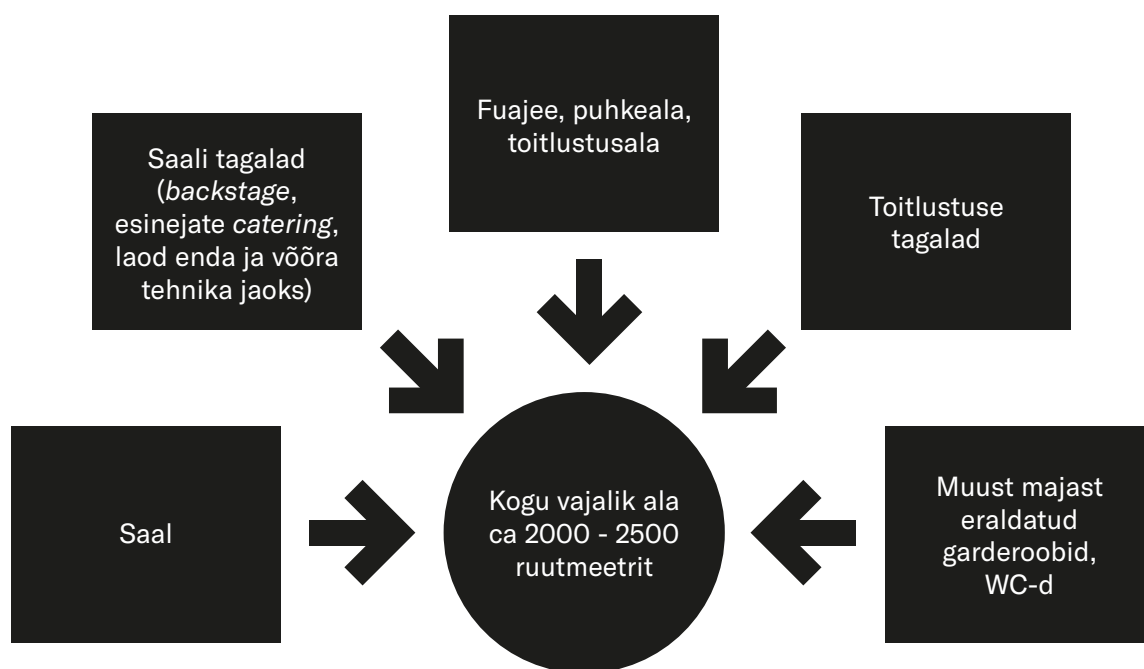 Fuajee, puhkeala,
toitlustusala
Saali tagalad
(backstage,
esinejate catering,
laod enda ja võõra
tehnika jaoks)
Toitlustuse
tagalad
Saal
Kogu vajalik ala
ca 2000 - 2500
ruutmeetrit
Muust majast
eraldatud
garderoobid,
WC-d